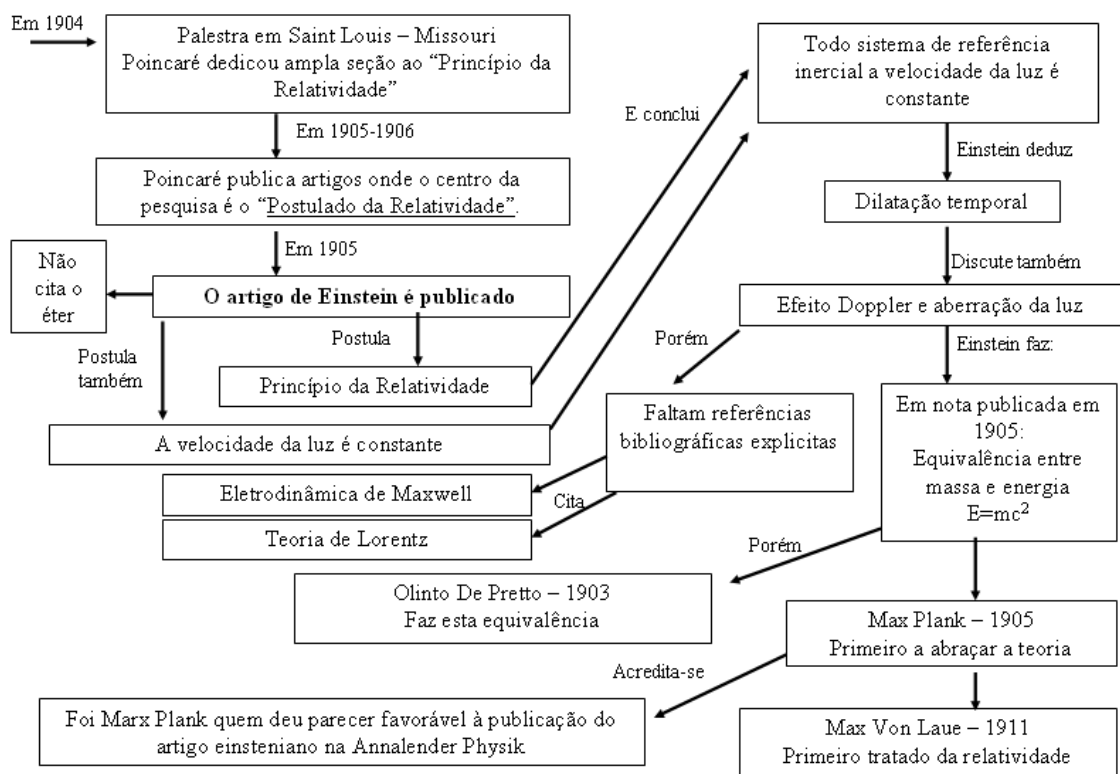 Em 1904
Palestra em Saint Louis – Missouri
Poincaré dedicou ampla seção ao “Princípio da
Relatividade”
Em 1905-1906
Poincaré publica artigos onde o centro da
pesquisa é o “Postulado da Relatividade”.
Em 1905
Não
cita o
éter
O artigo de Einstein é publicado
Postula
Postula
também
Princípio da Relatividade
A velocidade da luz é constante
E conclui
Todo sistema de referência
inercial a velocidade da luz é
constante
Einstein deduz
Dilatação temporal
Discute também
Efeito Doppler e aberração da luz
Porém
Einstein faz:
Faltam referências
bibliográficas explicitas
Cita
Eletrodinâmica de Maxwell
Teoria de Lorentz
Em nota publicada em
1905:
Equivalência entre
massa e energia
E=mc²
Porém
Olinto De Pretto – 1903
Faz esta equivalência
Max Plank – 1905
Primeiro a abraçar a teoria
Acredita-se
Foi Marx Plank quem deu parecer favorável à publicação do
artigo einsteniano na Annalender Physik
Max Von Laue – 1911
Primeiro tratado da relatividade